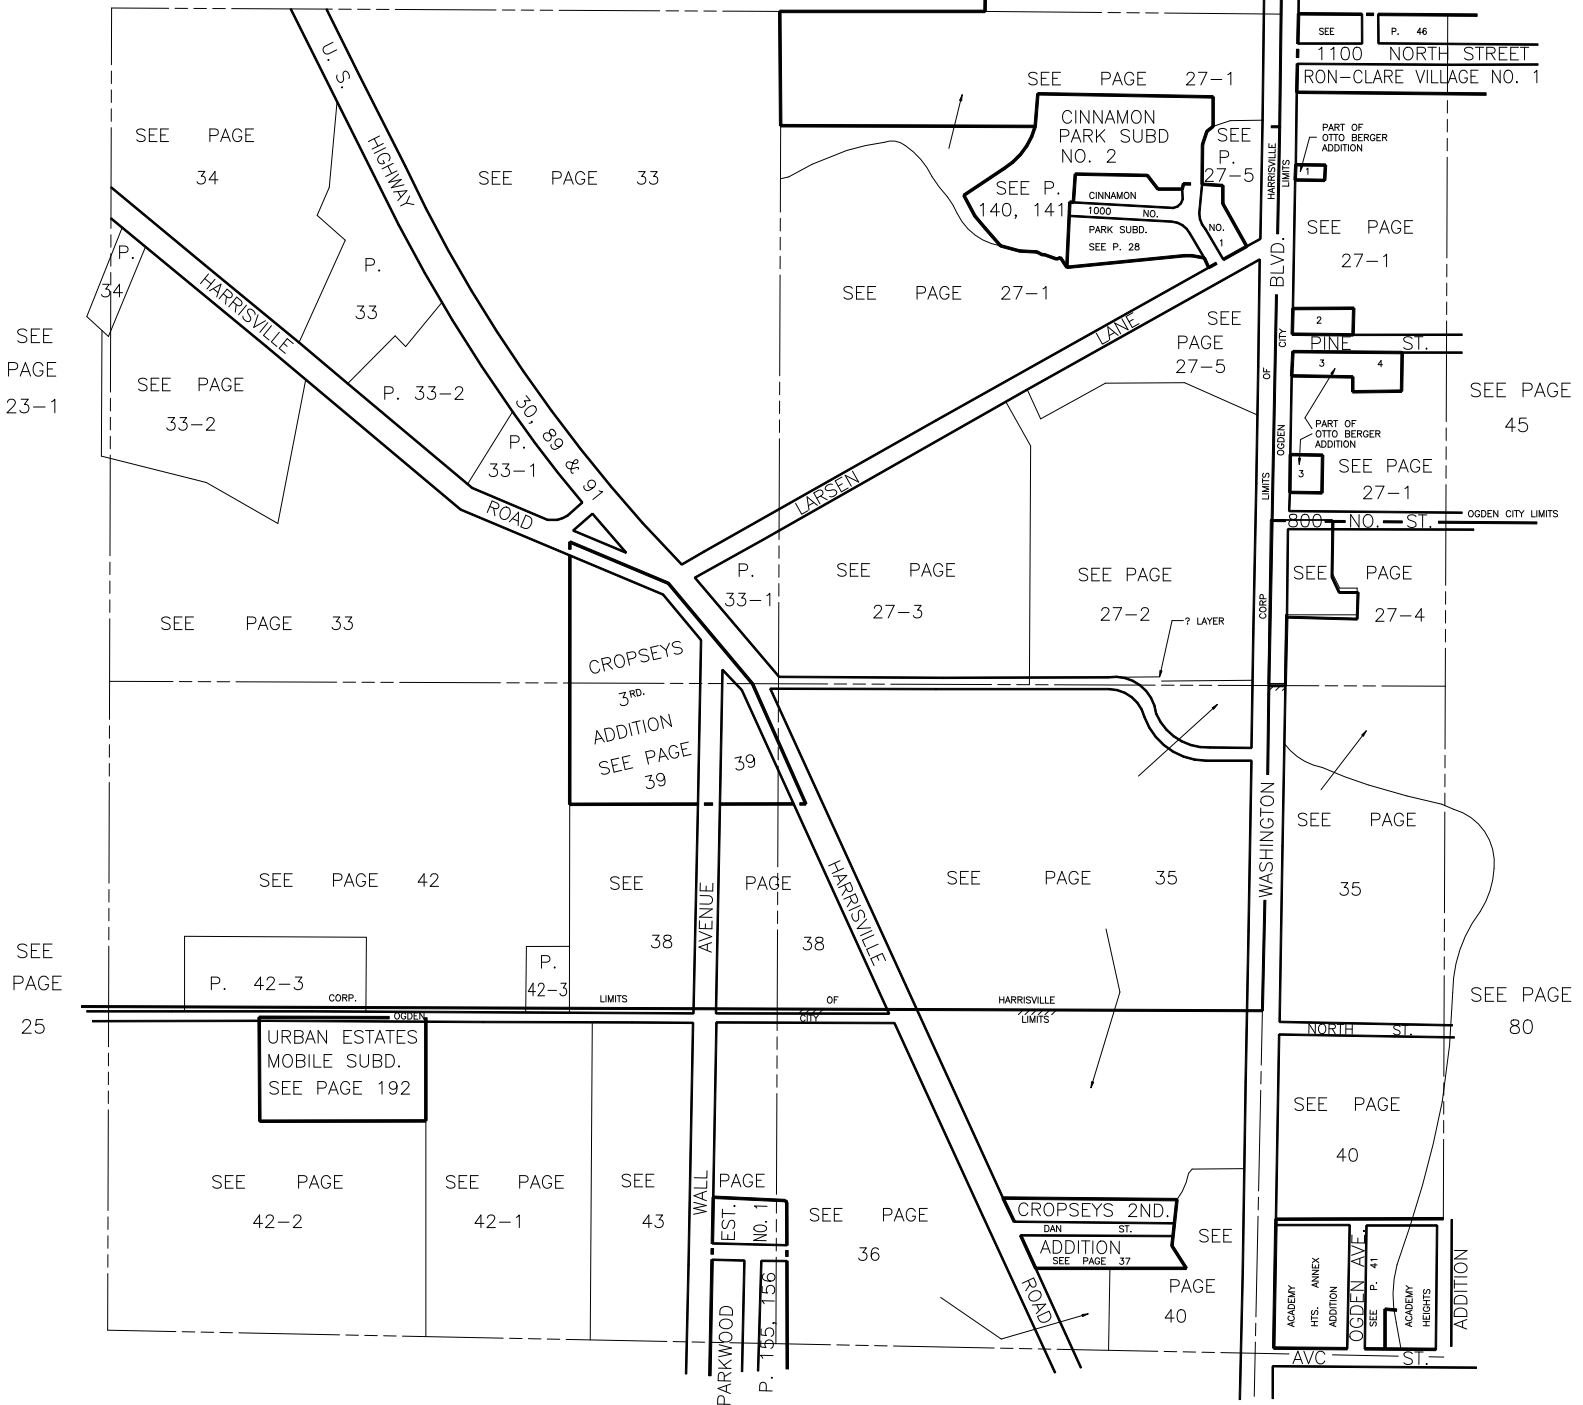 SEE P. 46
1100 NORTH STREET
RON-CLARE VILLAGE NO. 1
U. S. HIGHWAY 30, 89 & 91
SEE PAGE 27-1
CINNAMON
PARK SUBD
NO. 2
SEE P.
140, 141
SEE
P.
27-5
PART OF
OTTO BERGER
ADDITION
1
HARRISVILLE
LIMITS
SEE PAGE
34
SEE PAGE 33
CINNAMON
1000 NO.
PARK SUBD.
SEE P. 28
NO.
1
SEE PAGE
27-1
BLVD.
P.
34
HARRISVILLE
ROAD
P.
33
SEE PAGE 27-1
LARSEN LANE
SEE
PAGE
27-5
2
PINE ST.
3 4
CITY
OF
OGDEN
LIMITS
CORP
SEE
PAGE
23-1
SEE PAGE
33-2
P. 33-2
P.
33-1
SEE PAGE
45
PART OF
OTTO BERGER
ADDITION
3
SEE PAGE
27-1
OGDEN CITY LIMITS
800 NO. ST.
SEE PAGE
27-4
SEE PAGE 33
P.
33-1
SEE PAGE
27-3
SEE PAGE
27-2
? LAYER
CROPSEYS
3RD.
ADDITION
SEE PAGE
39
39
SEE PAGE 42
SEE PAGE
38 38
AVENUE
HARRISVILLE
SEE PAGE 35
WASHINGTON
SEE PAGE
35
SEE
PAGE
25
P. 42-3
P.
42-3
CORP. LIMITS OF HARRISVILLE
OGDEN CITY LIMITS
SEE PAGE
80
NORTH ST.
URBAN ESTATES
MOBILE SUBD.
SEE PAGE 192
SEE PAGE
40
SEE PAGE
42-2
SEE PAGE
42-1
SEE PAGE
43
WALL
EST.
NO. 1
PARKWOOD
P. 155, 156
SEE PAGE
36
CROPSEYS 2ND.
DAN ST.
ADDITION
SEE PAGE 37
ROAD
SEE
PAGE
40
ACADEMY
HTS. ANNEX
ADDITION
OGDEN AVE.
SEE P. 41
ACADEMY
HEIGHTS
ADDITION
AVC ST.